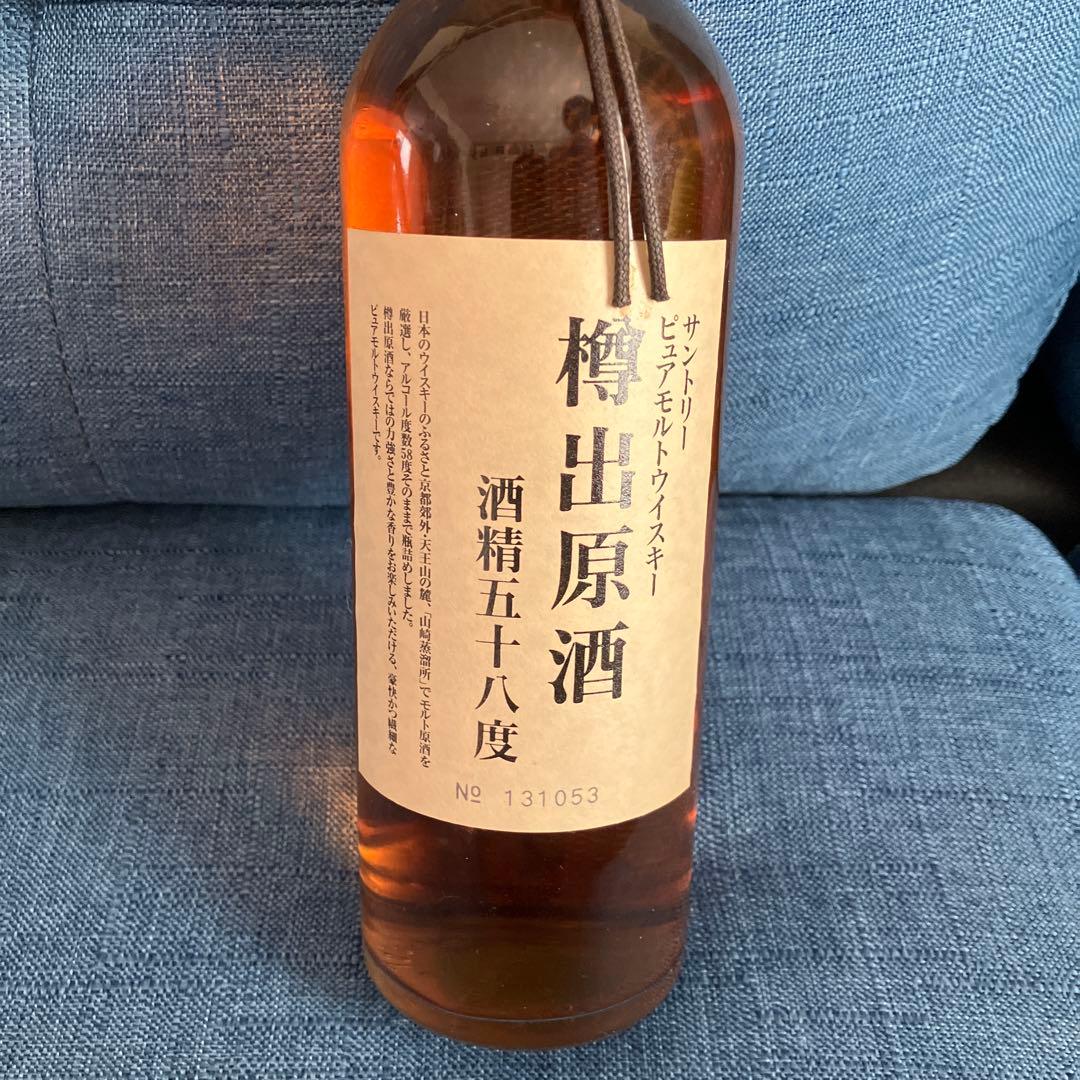 サントリー
ピュアモルトウイスキー
樽出原酒
酒精五十八度
日本のウイスキーのふるさと京都郊外・天王山の麓、「山崎蒸溜所」でモルト原酒を
厳選し、アルコール度数58度そのままで瓶詰めしました。
樽出原酒ならではの力強さと豊かな香りをお楽しみいただける、豪快かつ繊細な
ピュアモルトウイスキーです。
№ 131053